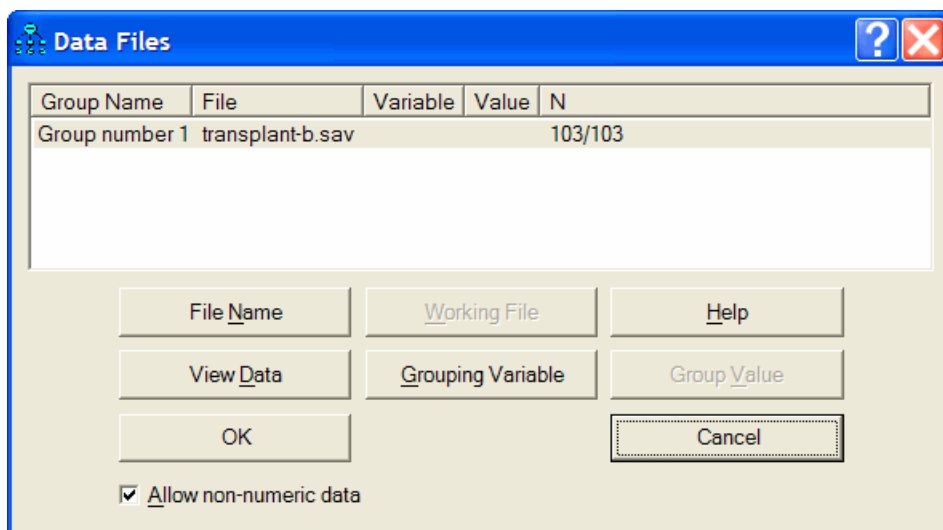 Data Files
Group Name File Variable Value N
Group number 1 transplant-b.sav 103/103
File Name Working File Help
View Data Grouping Variable Group Value
OK Cancel
Allow non-numeric data